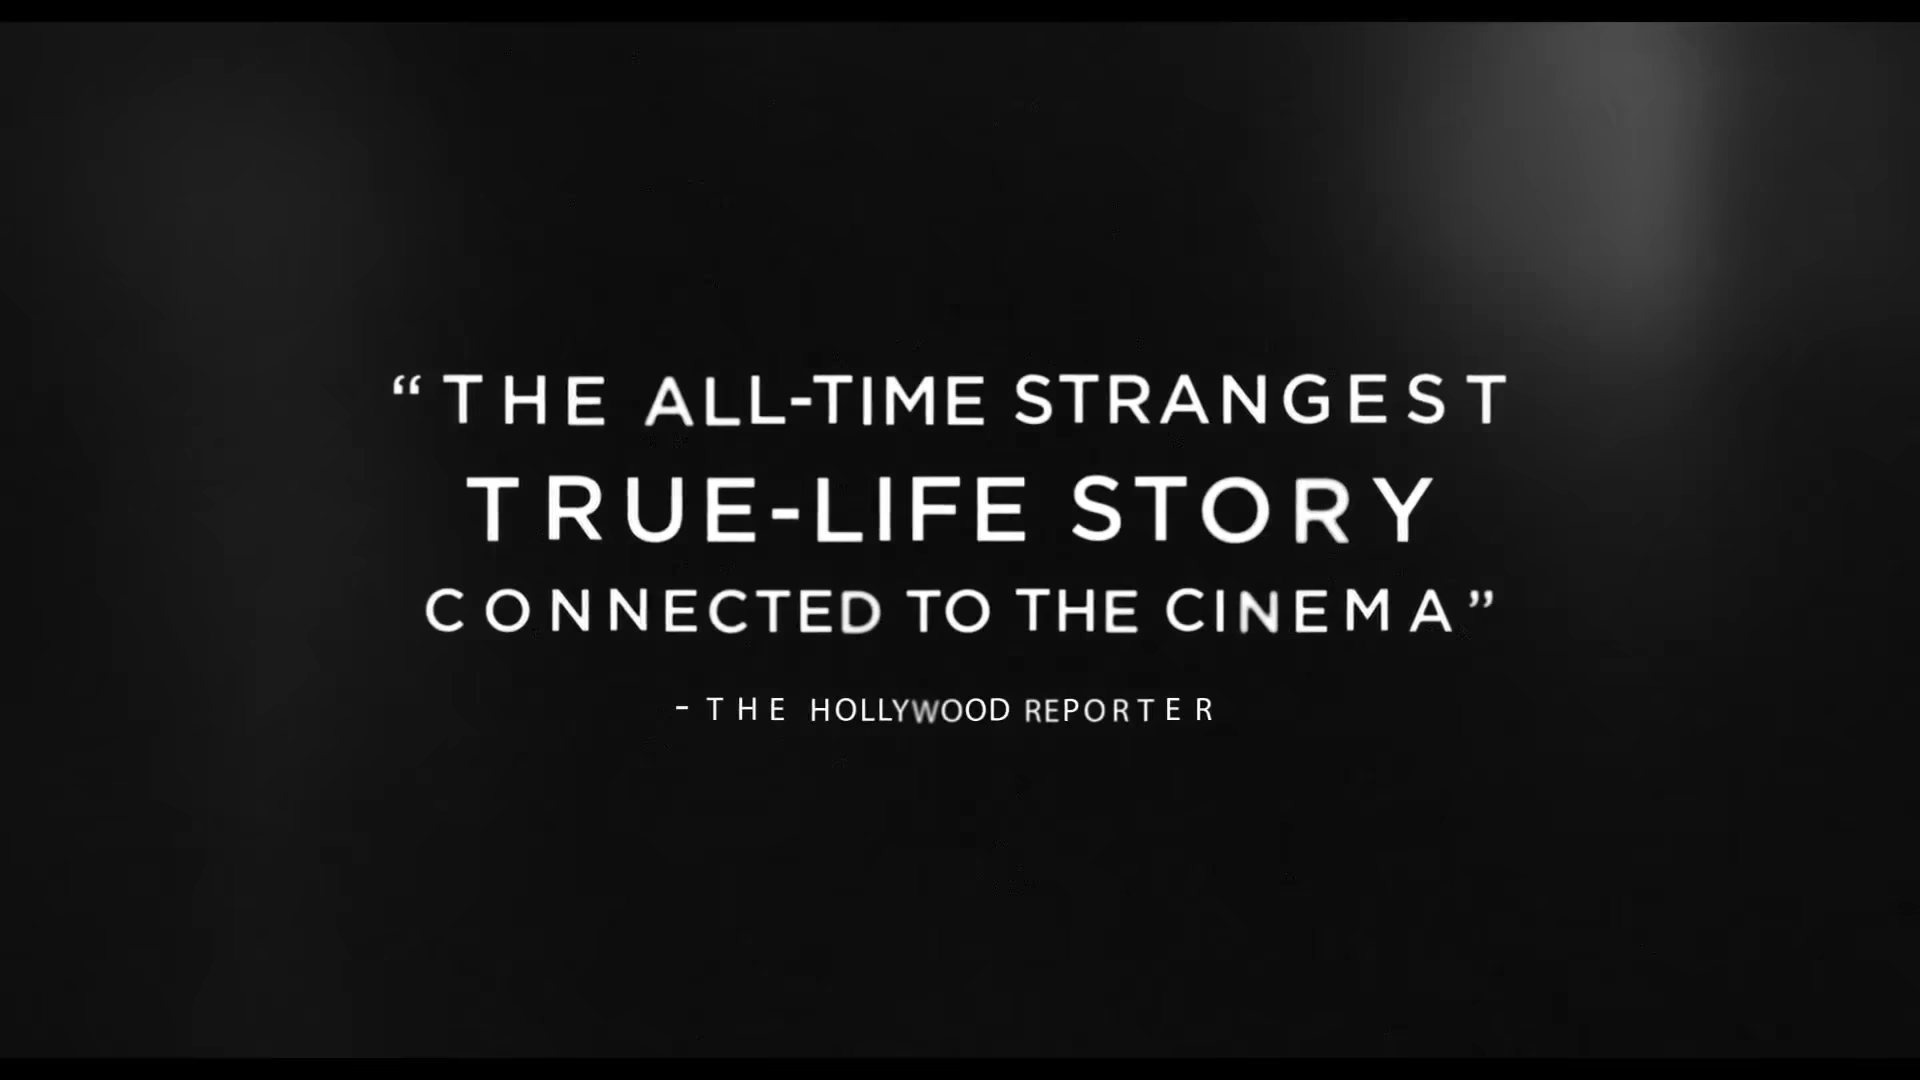 “THE ALL-TIME STRANGEST
TRUE-LIFE STORY
CONNECTED TO THE CINEMA”
- THE HOLLYWOOD REPORTER